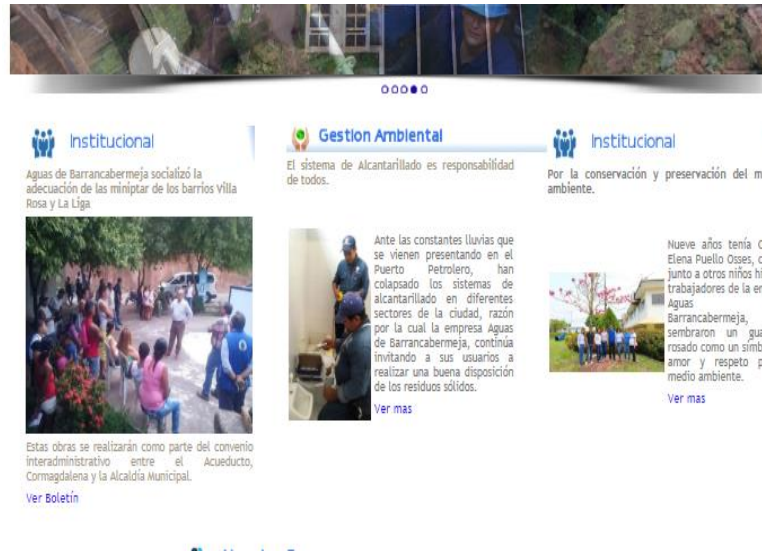 Institucional
Aguas de Barrancabermeja socializó la
adecuación de las miniptar de los barrios Villa
Rosa y La Liga
Estas obras se realizarán como parte del convenio
interadministrativo entre el Acueducto,
Cormagdalena y la Alcaldía Municipal.
Ver Boletín
Gestion Ambiental
El sistema de Alcantarillado es responsabilidad
de todos.
Ante las constantes lluvias que
se vienen presentando en el
Puerto Petrolero, han
colapsado los sistemas de
alcantarillado en diferentes
sectores de la ciudad, razón
por la cual la empresa Aguas
de Barrancabermeja, continúa
invitando a sus usuarios a
realizar una buena disposición
de los residuos sólidos.
Ver mas
Institucional
Por la conservación y preservación del m
ambiente.
Nueve años tenía
Elena Puello Osses,
junto a otros niños hi
trabajadores de la en
Aguas
Barrancabermeja,
sembraron un gua
rosado como un símb
amor y respeto p
medio ambiente.
Ver mas